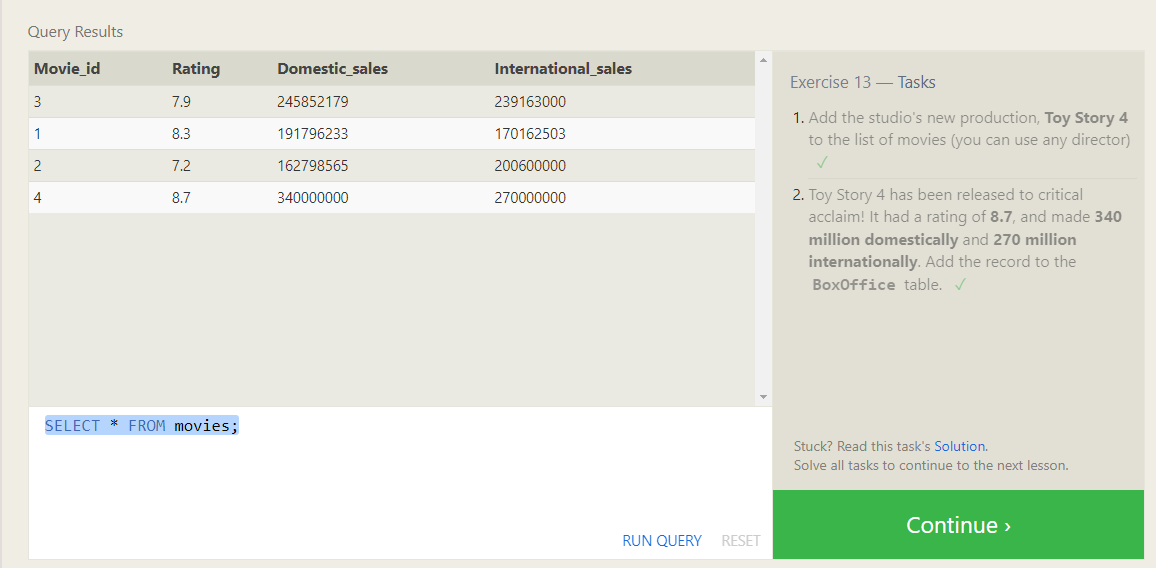 Query Results
Movie_id Rating Domestic_sales International_sales
3 7.9 245852179 239163000
1 8.3 191796233 170162503
2 7.2 162798565 200600000
4 8.7 340000000 270000000
SELECT * FROM movies;
RUN QUERY RESET
Exercise 13 — Tasks
1. Add the studio's new production, Toy Story 4
to the list of movies (you can use any director)
✓
2. Toy Story 4 has been released to critical
acclaim! It had a rating of 8.7, and made 340
million domestically and 270 million
internationally. Add the record to the
BoxOffice table. ✓
Stuck? Read this task's Solution.
Solve all tasks to continue to the next lesson.
Continue ›